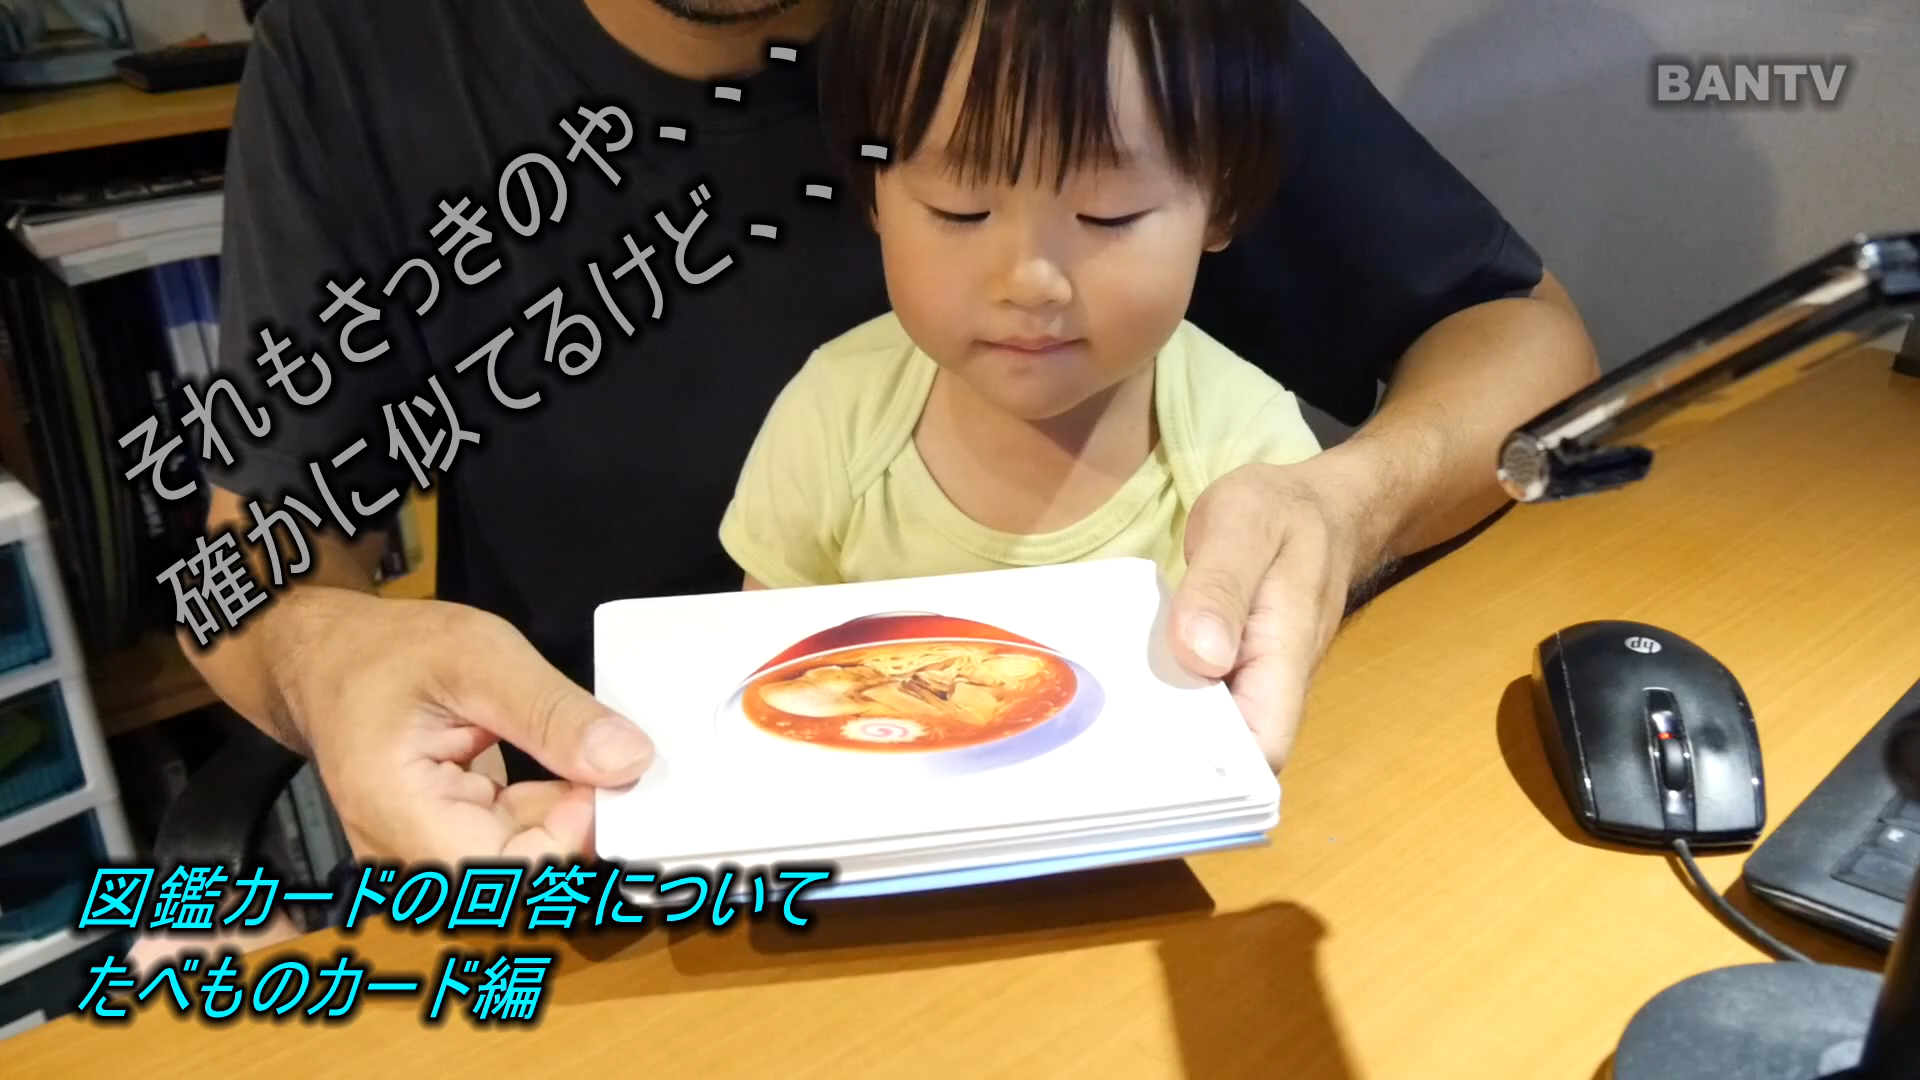 BANTV
それもさっきのや、、、
確かに似てるけど、、、
hp
図鑑カードの回答について
たべものカード編